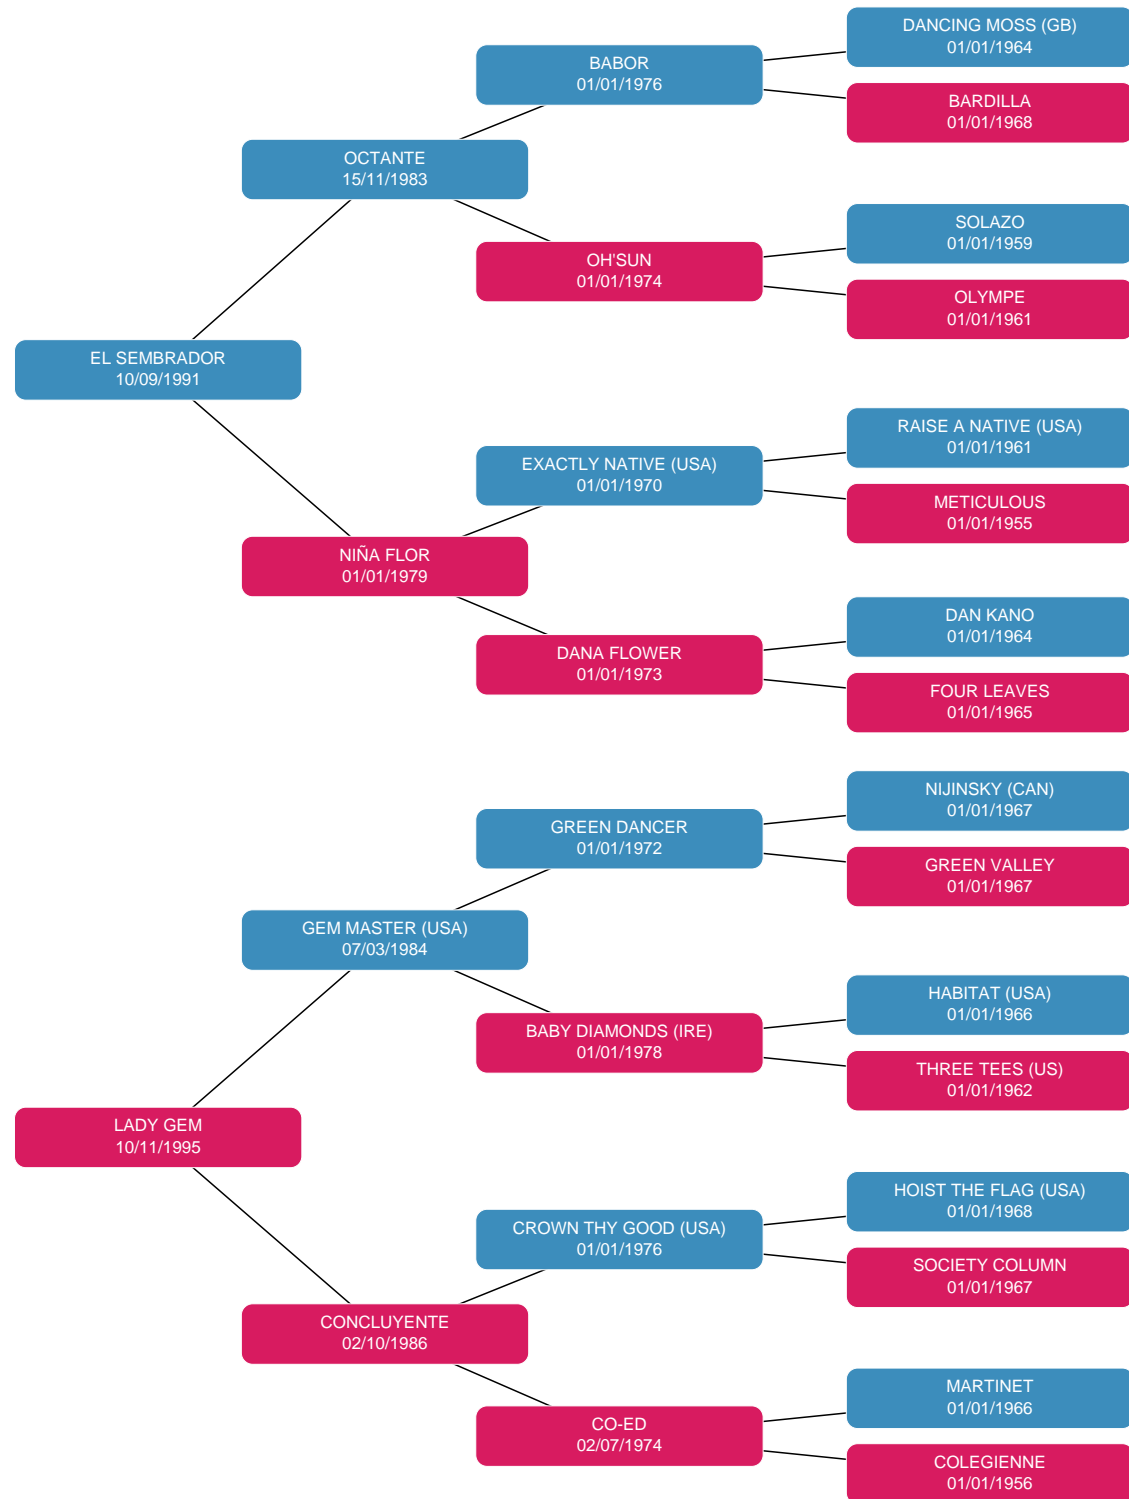 DANCING MOSS (GB)
01/01/1964
BABOR
01/01/1976
BARDILLA
01/01/1968
OCTANTE
15/11/1983
SOLAZO
01/01/1959
OH'SUN
01/01/1974
OLYMPE
01/01/1961
EL SEMBRADOR
10/09/1991
RAISE A NATIVE (USA)
01/01/1961
EXACTLY NATIVE (USA)
01/01/1970
METICULOUS
01/01/1955
NIÑA FLOR
01/01/1979
DAN KANO
01/01/1964
DANA FLOWER
01/01/1973
FOUR LEAVES
01/01/1965
NIJINSKY (CAN)
01/01/1967
GREEN DANCER
01/01/1972
GREEN VALLEY
01/01/1967
GEM MASTER (USA)
07/03/1984
HABITAT (USA)
01/01/1966
BABY DIAMONDS (IRE)
01/01/1978
THREE TEES (US)
01/01/1962
LADY GEM
10/11/1995
HOIST THE FLAG (USA)
01/01/1968
CROWN THY GOOD (USA)
01/01/1976
SOCIETY COLUMN
01/01/1967
CONCLUYENTE
02/10/1986
MARTINET
01/01/1966
CO-ED
02/07/1974
COLEGIENNE
01/01/1956